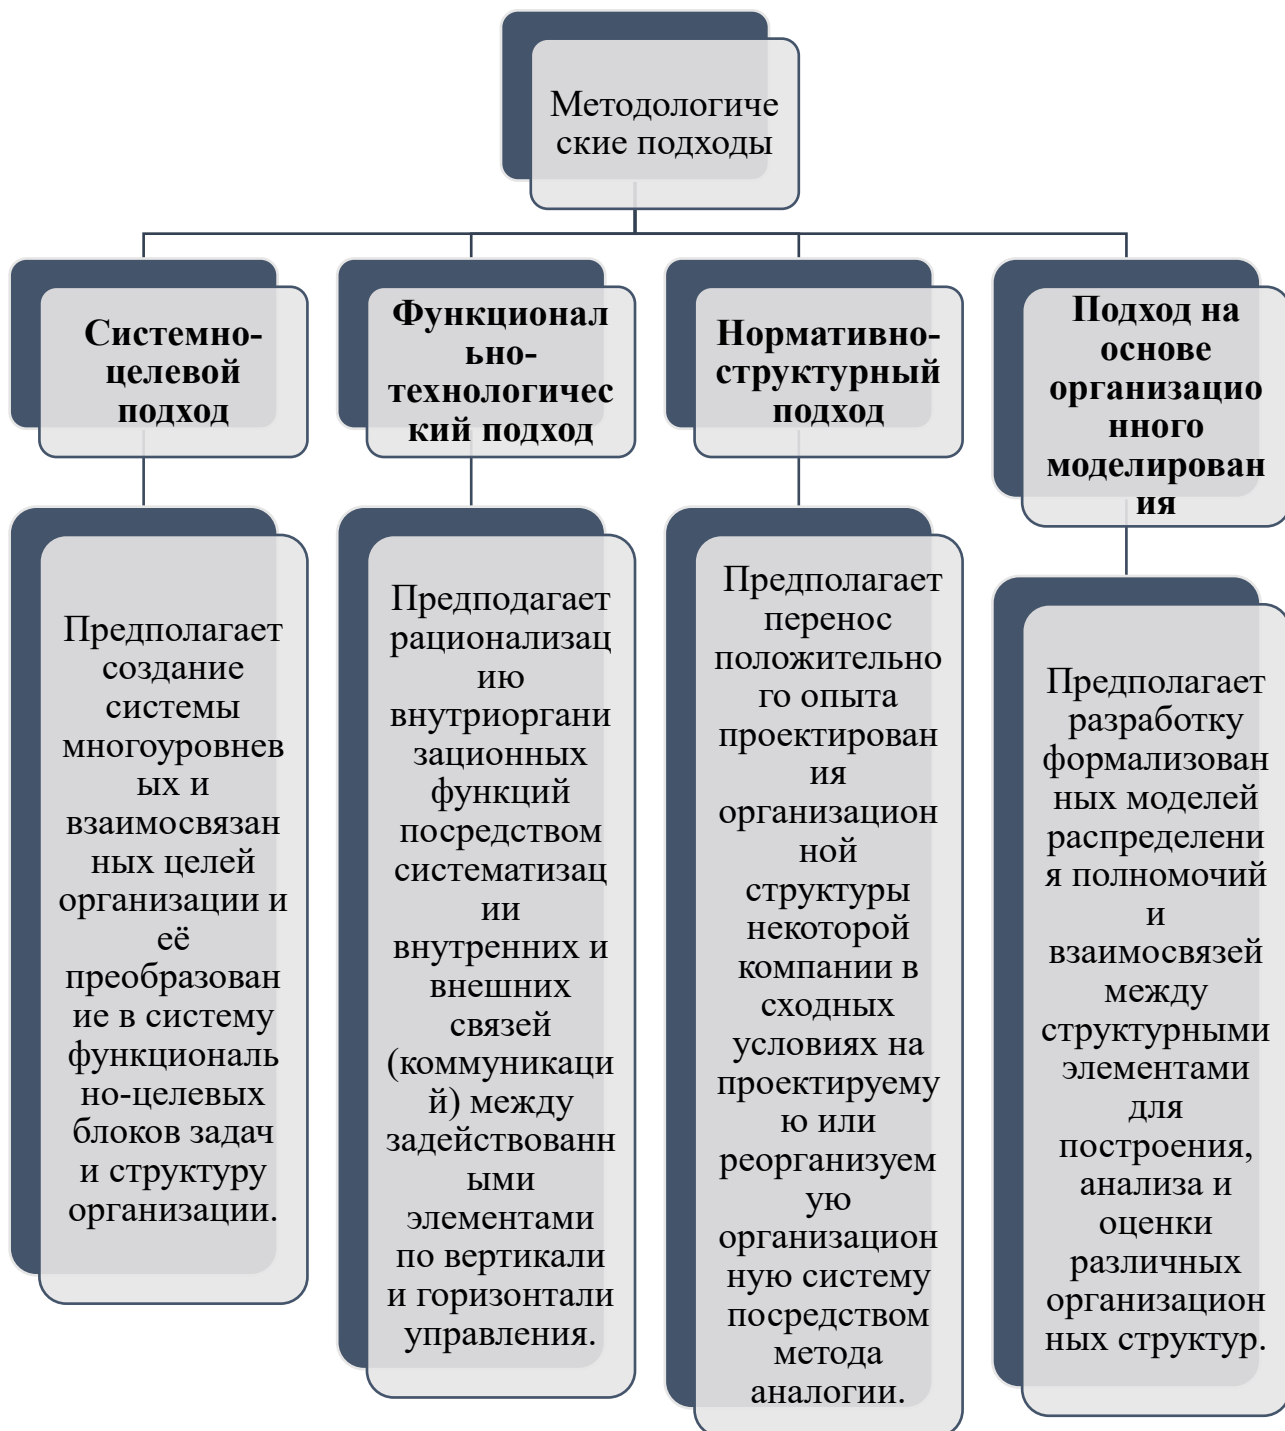 Методологиче
ские подходы
Системно-
целевой
подход
Функционал
ьно-
технологичес
кий подход
Нормативно-
структурный
подход
Подход на
основе
организацио
нного
моделирован
ия
Предполагает
создание
системы
многоуровнев
ых и
взаимосвязан
ных целей
организации и
её
преобразован
ие в систему
функциональ
но-целевых
блоков задач
и структуру
организации.
Предподагает
рационализац
ию
внутриоргани
зационных
функций
посредством
систематизац
ии
внутренних и
внешних
связей
(коммуникаци
й) между
задействованн
ыми
элементами
по вертикали
и горизонтали
управления.
Предполагает
перенос
положительно
го опыта
проектирован
ия
организацион
ной
структуры
некоторой
компании в
сходных
условиях на
проектируему
ю или
реорганизуем
ую
организацион
ную систему
посредством
метода
аналогии.
Предполагает
разработку
формализован
ных моделей
распределени
я полномочий
и
взаимосвязей
между
структурными
элементами
для
построения,
анализа и
оценки
различных
организацион
ных структур.